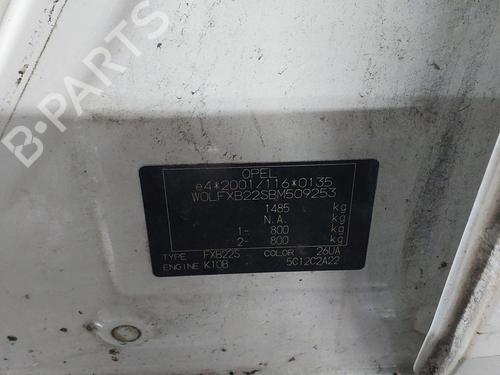 B-PARTS
OPEL
e4*2001/116*0135
W0LFXB22SBM509253
1485 kg
N.A. kg
1- 800 kg
2- 800 kg
TYPE FXB22S COLOR 26UA
ENGINE K10B 5C12C2A22